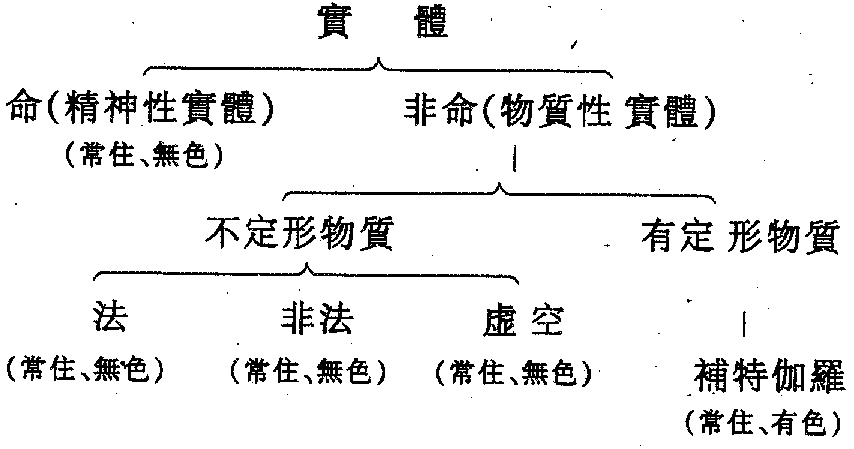 實體
命(精神性實體) 非命(物質性實體)
(常住、無色)
不定形物質 有定形物質
法 非法 虛空
(常住、無色) (常住、無色) (常住、無色) 補特伽羅
(常住、有色)